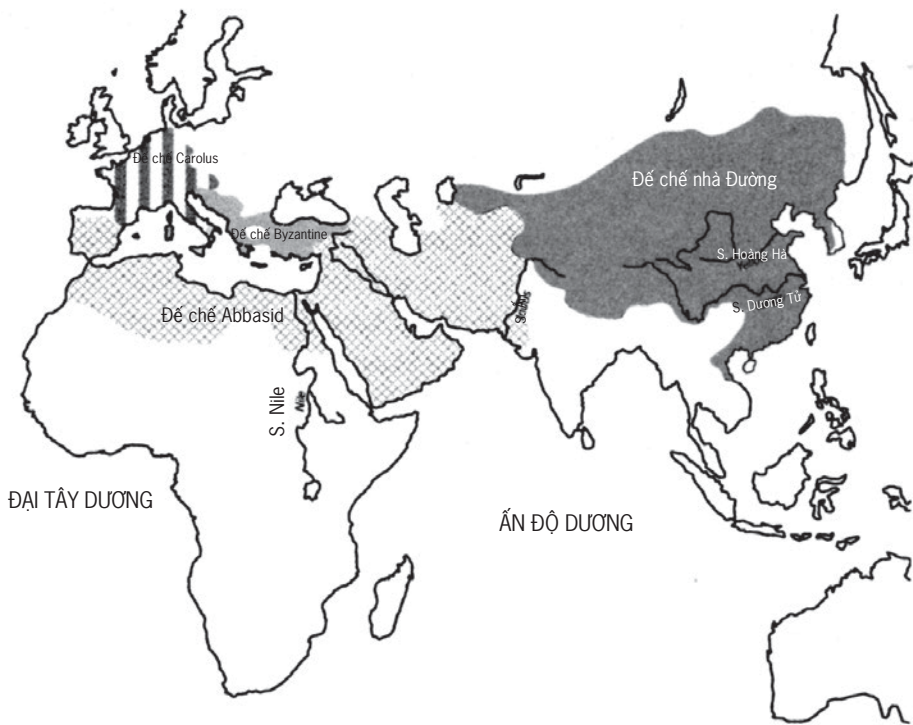 Đế chế Carolus
Đế chế nhà Đường
Đế chế Byzantine
S. Hoàng Hà
S. Dương Tử
Đế chế Abbasid
S. Nile
Nile
ĐẠI TÂY DƯƠNG
ẤN ĐỘ DƯƠNG